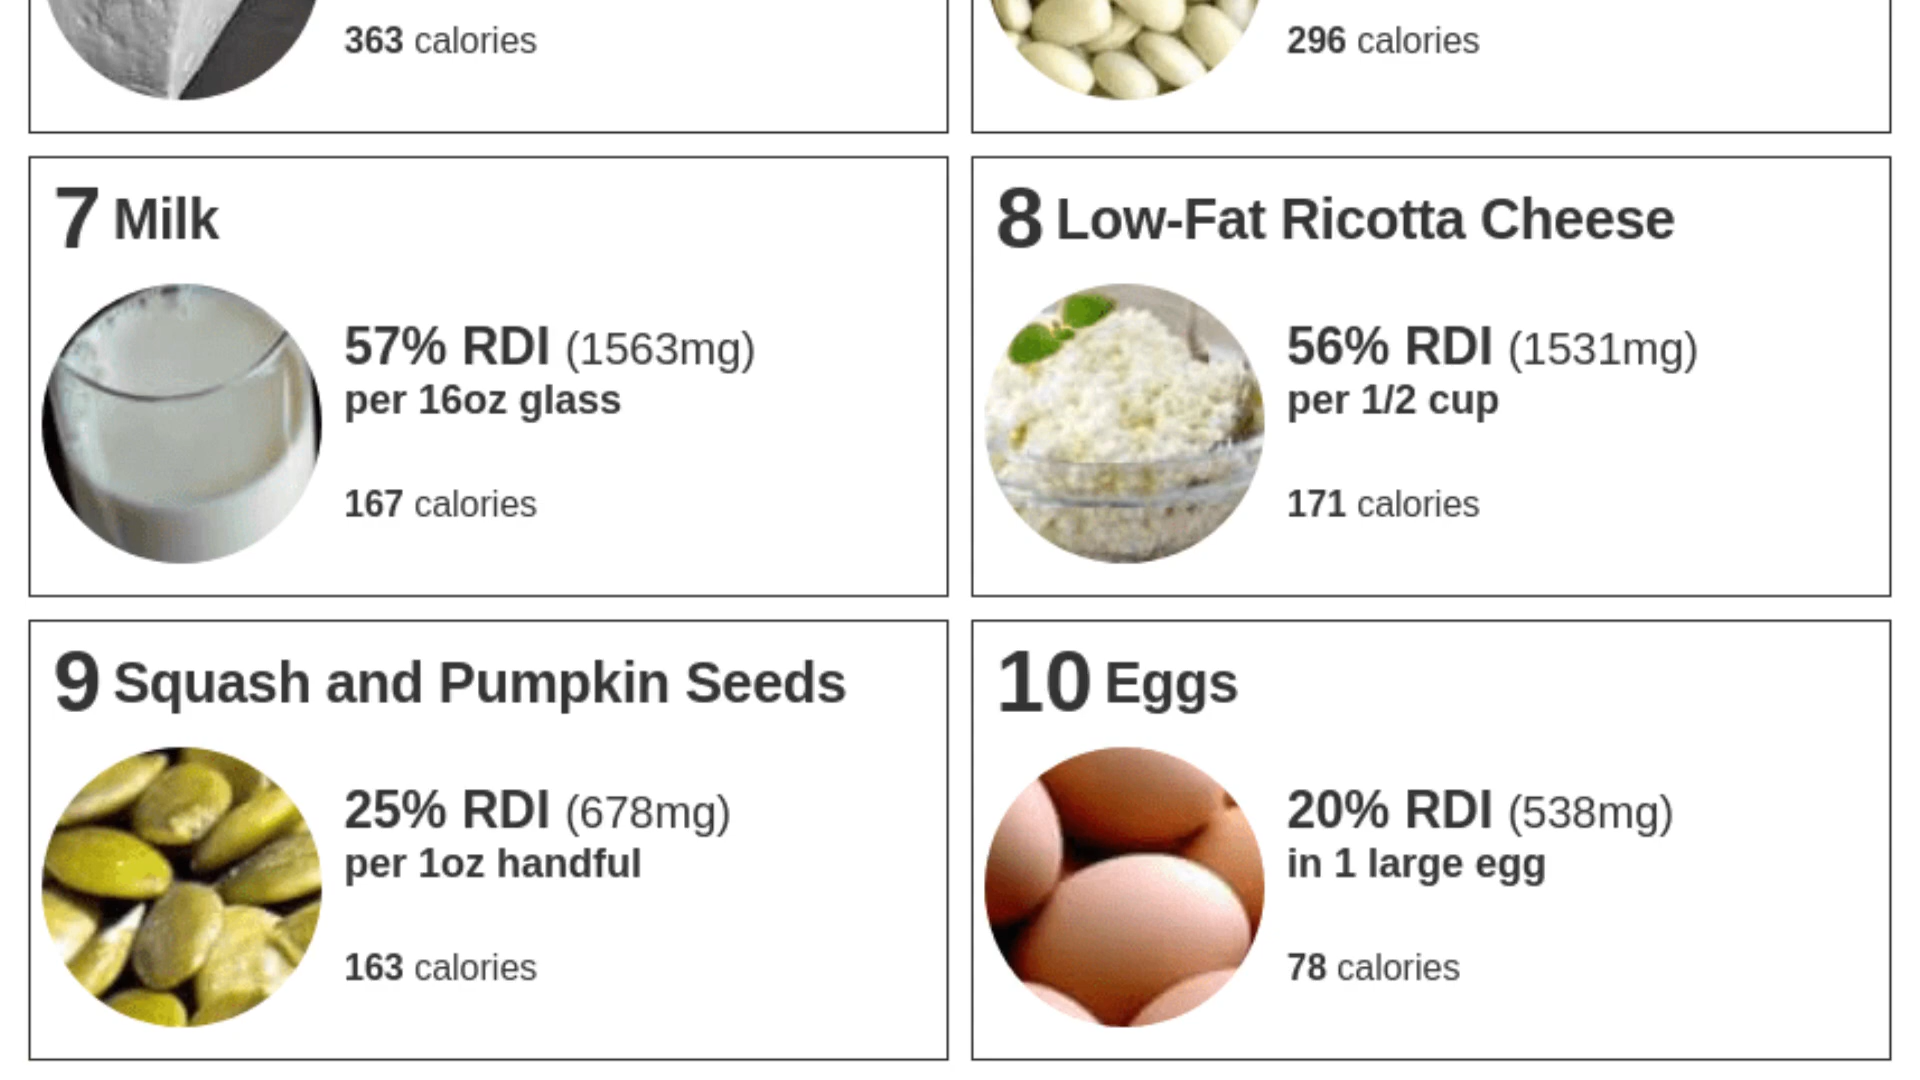 363 calories
296 calories
7 Milk
57% RDI (1563mg)
per 16oz glass
167 calories
8 Low-Fat Ricotta Cheese
56% RDI (1531mg)
per 1/2 cup
171 calories
9 Squash and Pumpkin Seeds
25% RDI (678mg)
per 1oz handful
163 calories
10 Eggs
20% RDI (538mg)
in 1 large egg
78 calories